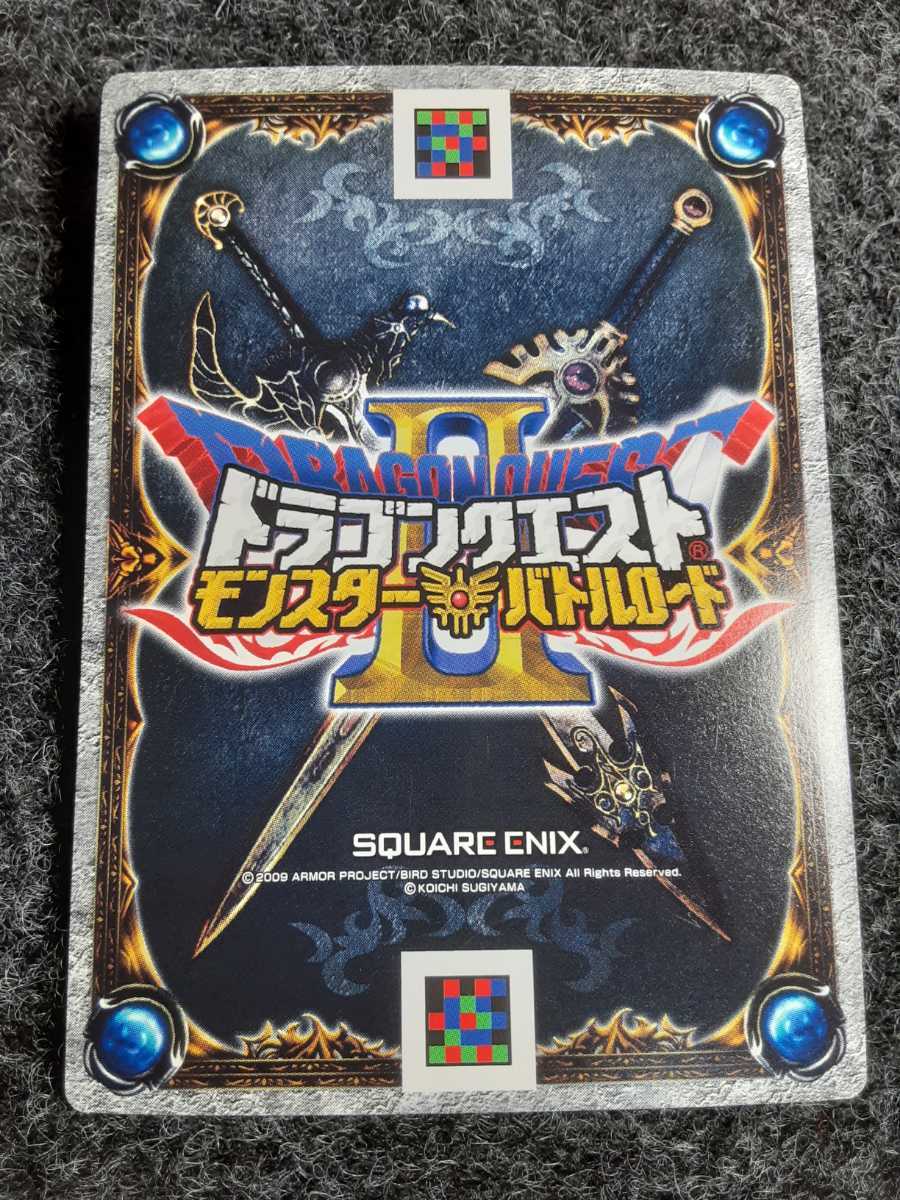 II
DRAGON QUEST
ドラゴンクエスト®
モンスターバトルロード
SQUARE ENIX®
©2009 ARMOR PROJECT/BIRD STUDIO/SQUARE ENIX All Rights Reserved.
©KOICHI SUGIYAMA